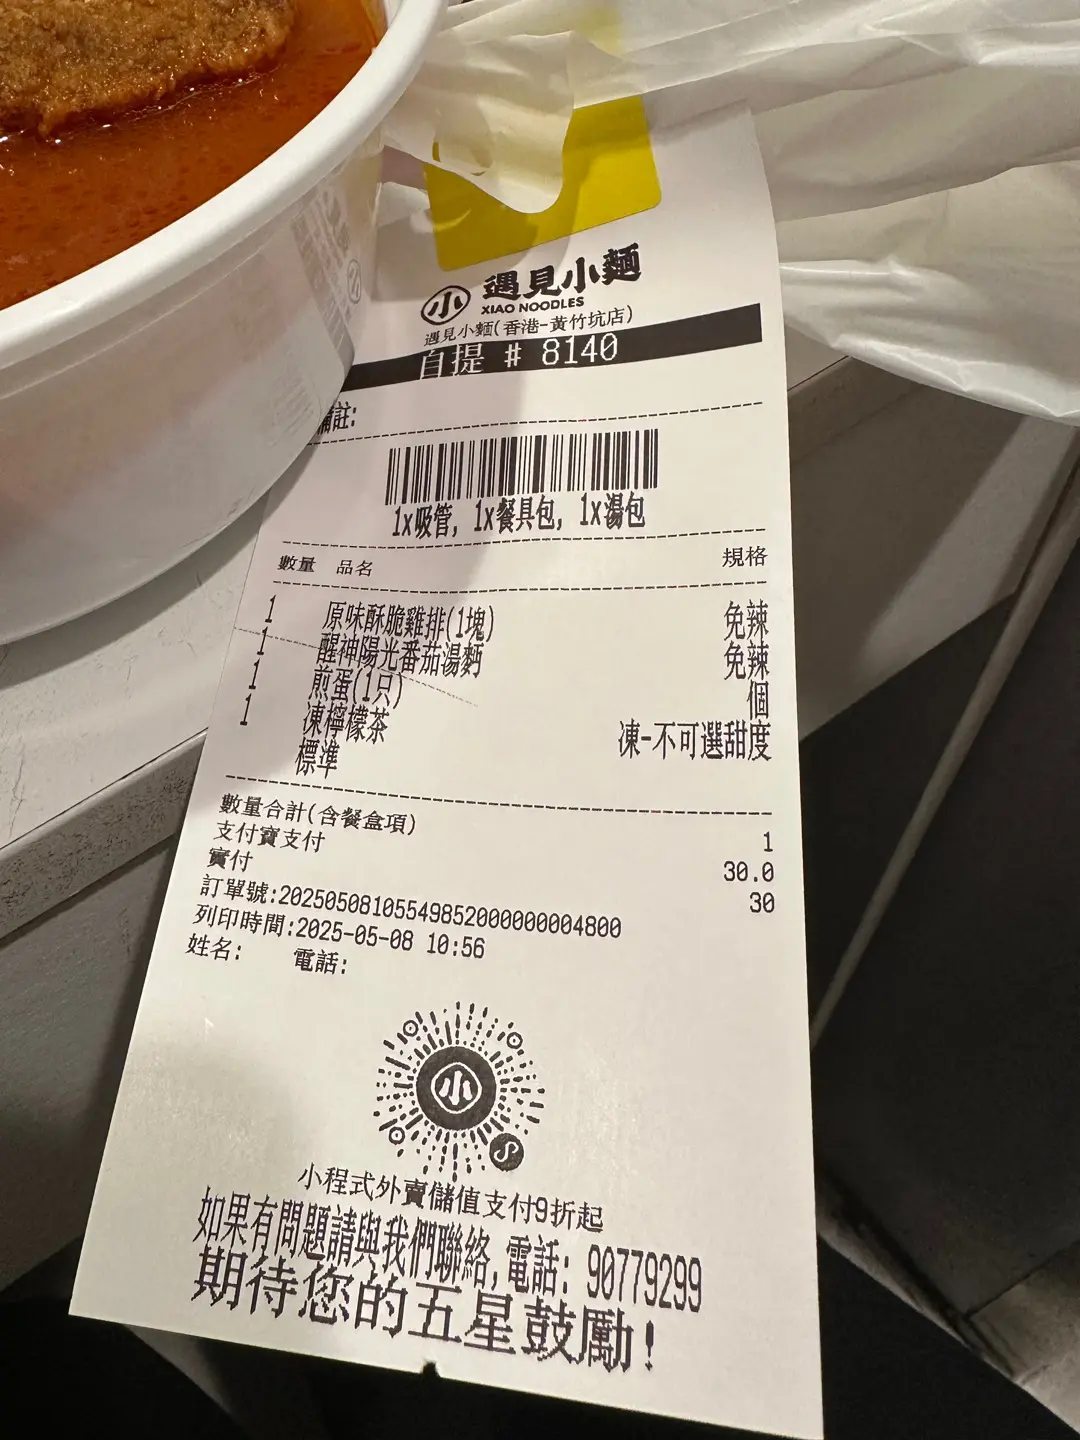 遇見小麵
XIAO NOODLES
遇見小麵(香港-黃竹坑店)
自提 # 8140
備註:
1x吸管, 1x餐具包, 1x湯包
數量 品名 規格
1 原味酥脆雞排(1塊) 免辣
1 醒神陽光番茄湯麪 免辣
1 煎蛋(1只) 個
1 凍檸檬茶 凍-不可選甜度
標準
數量合計(含餐盒項) 1
支付寶支付 30.0
實付 30
訂單號:20250508105549852000000004800
列印時間:2025-05-08 10:56
姓名: 電話:
小
小程式外賣儲值支付9折起
如果有問題請與我們聯絡, 電話: 90779299
期待您的五星鼓勵!